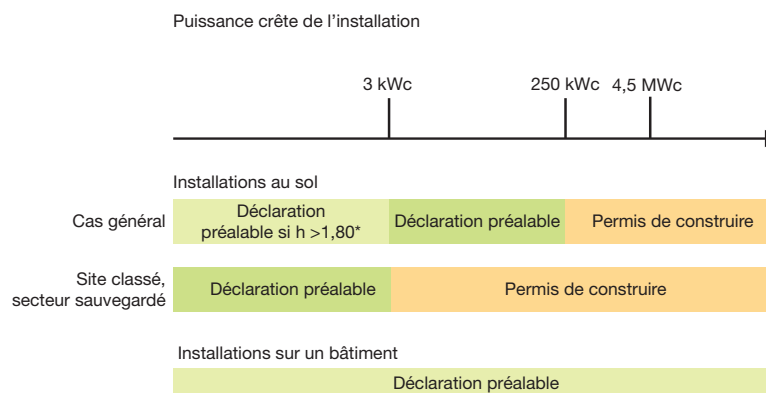 Puissance crête de l’installation
3 kWc
250 kWc
4,5 MWc
Installations au sol
Cas général
Déclaration
préalable si h >1,80*
Déclaration préalable
Permis de construire
Site classé,
secteur sauvegardé
Déclaration préalable
Permis de construire
Installations sur un bâtiment
Déclaration préalable